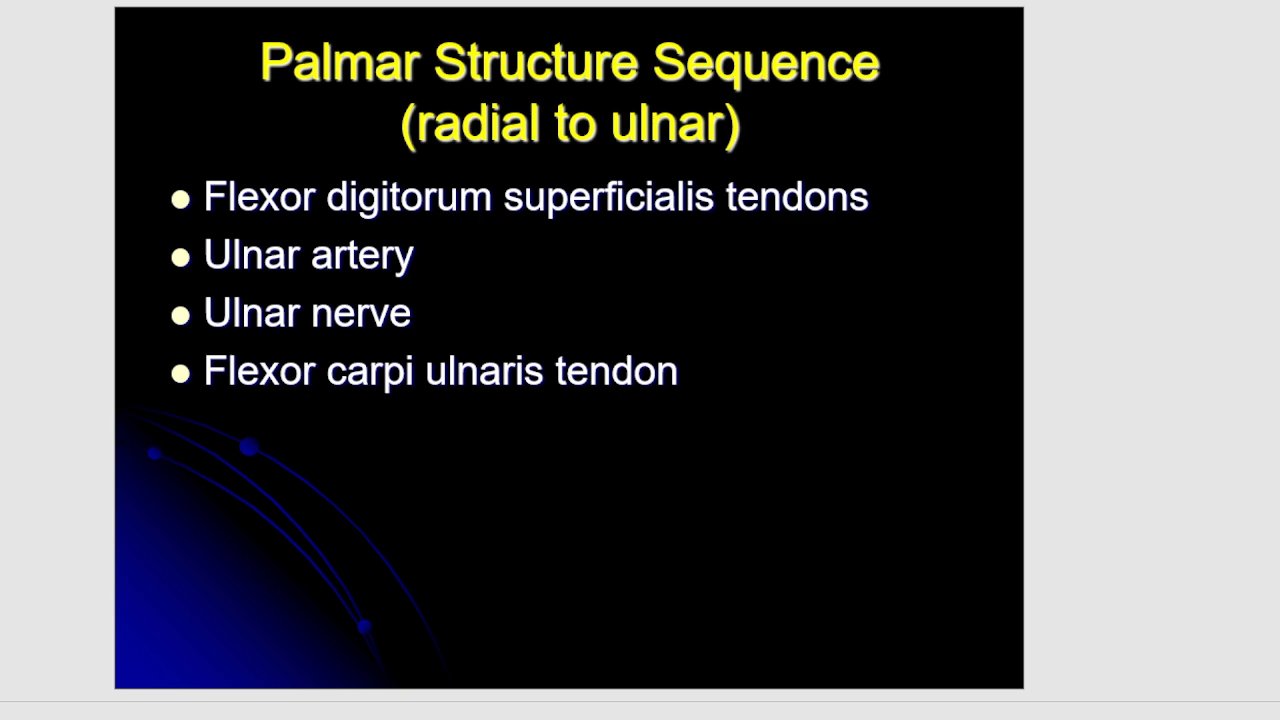 Palmar Structure Sequence
(radial to ulnar)
Flexor digitorum superficialis tendons
Ulnar artery
Ulnar nerve
Flexor carpi ulnaris tendon